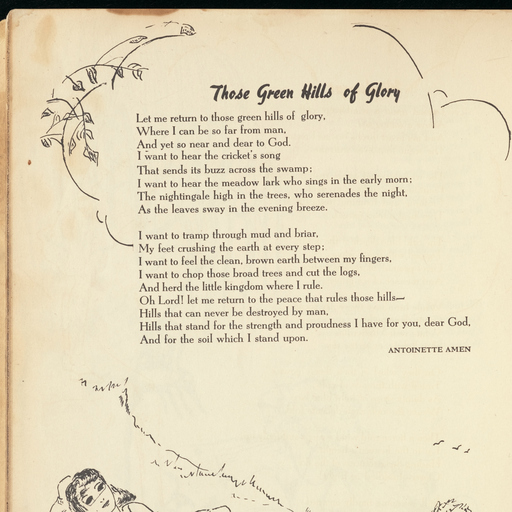 Those Green Hills of Glory
Let me return to those green hills of glory,
Where I can be so far from man,
And yet so near and dear to God.
I want to hear the cricket's song
That sends its buzz across the swamp;
I want to hear the meadow lark who sings in the early morn;
The nightingale high in the trees, who serenades the night,
As the leaves sway in the evening breeze.
I want to tramp through mud and briar,
My feet crushing the earth at every step;
I want to feel the clean, brown earth between my fingers,
I want to chop those broad trees and cut the logs,
And herd the little kingdom where I rule.
Oh Lord! let me return to the peace that rules those hills—
Hills that can never be destroyed by man,
Hills that stand for the strength and proudness I have for you, dear God,
And for the soil which I stand upon.
ANTOINETTE AMEN